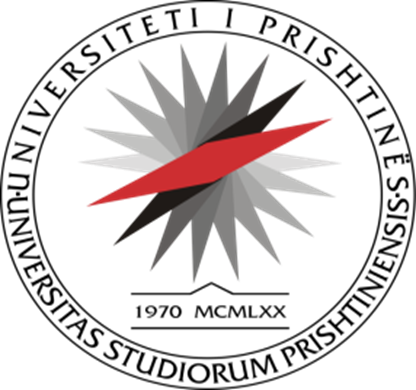 UNIVERSITETI I PRISHTINËS
·UNIVERSITAS STUDIORUM PRISHTINIENSIS·
1970 MCMLXX